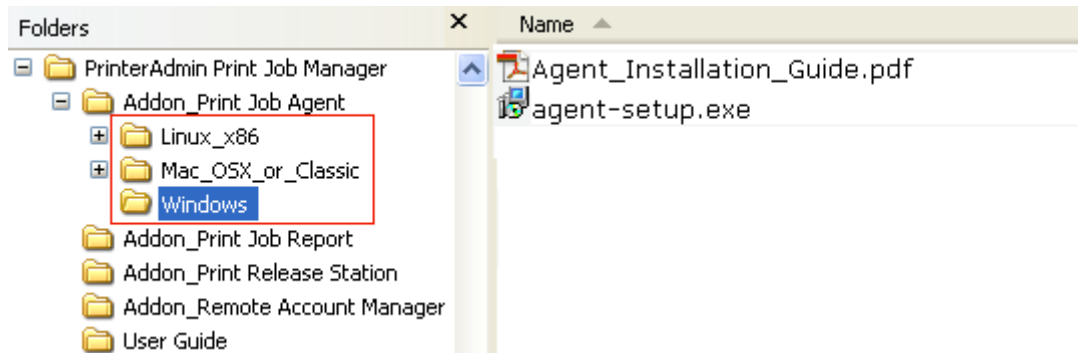 Folders
PrinterAdmin Print Job Manager
Addon_Print Job Agent
Linux_x86
Mac_OSX_or_Classic
Windows
Addon_Print Job Report
Addon_Print Release Station
Addon_Remote Account Manager
User Guide
Name
Agent_Installation_Guide.pdf
agent-setup.exe